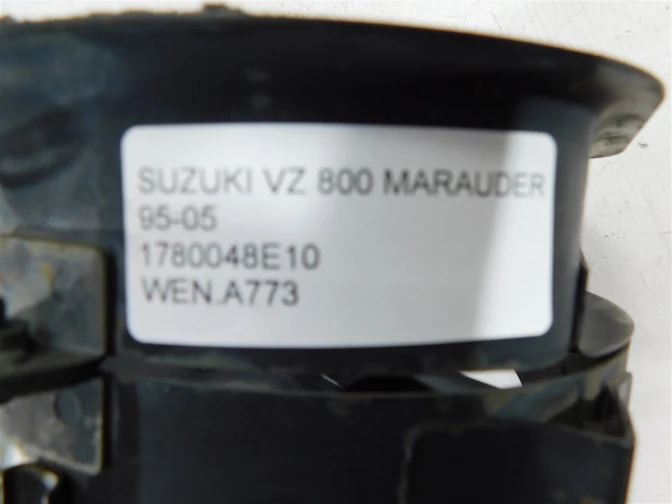 SUZUKI VZ 800 MARAUDER
95-05
1780048E10
WEN.A773